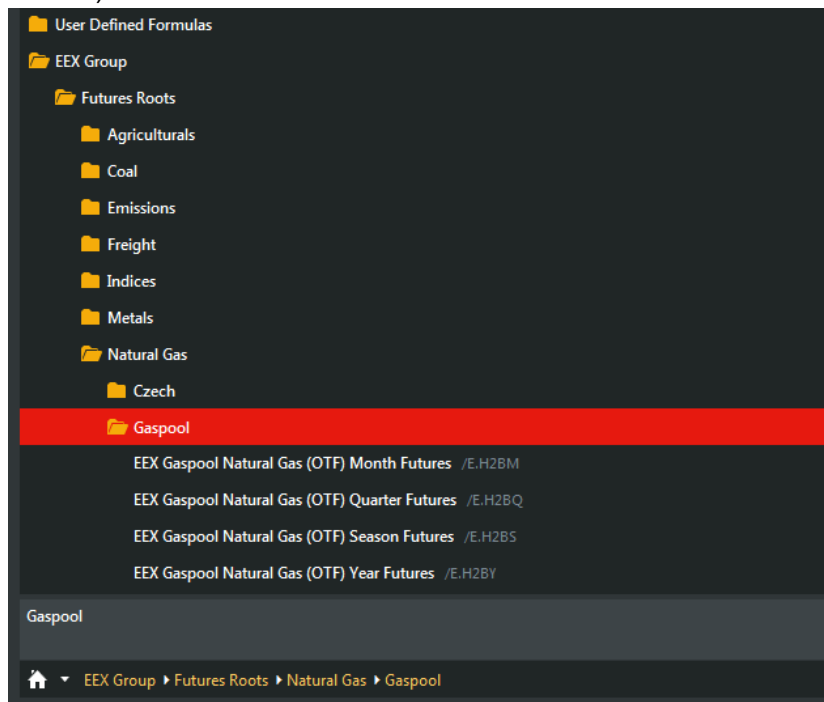 User Defined Formulas
EEX Group
Futures Roots
Agriculturals
Coal
Emissions
Freight
Indices
Metals
Natural Gas
Czech
Gaspool
EEX Gaspool Natural Gas (OTF) Month Futures /E.H2BM
EEX Gaspool Natural Gas (OTF) Quarter Futures /E.H2BQ
EEX Gaspool Natural Gas (OTF) Season Futures /E.H2BS
EEX Gaspool Natural Gas (OTF) Year Futures /E.H2BY
Gaspool
EEX Group Futures Roots Natural Gas Gaspool